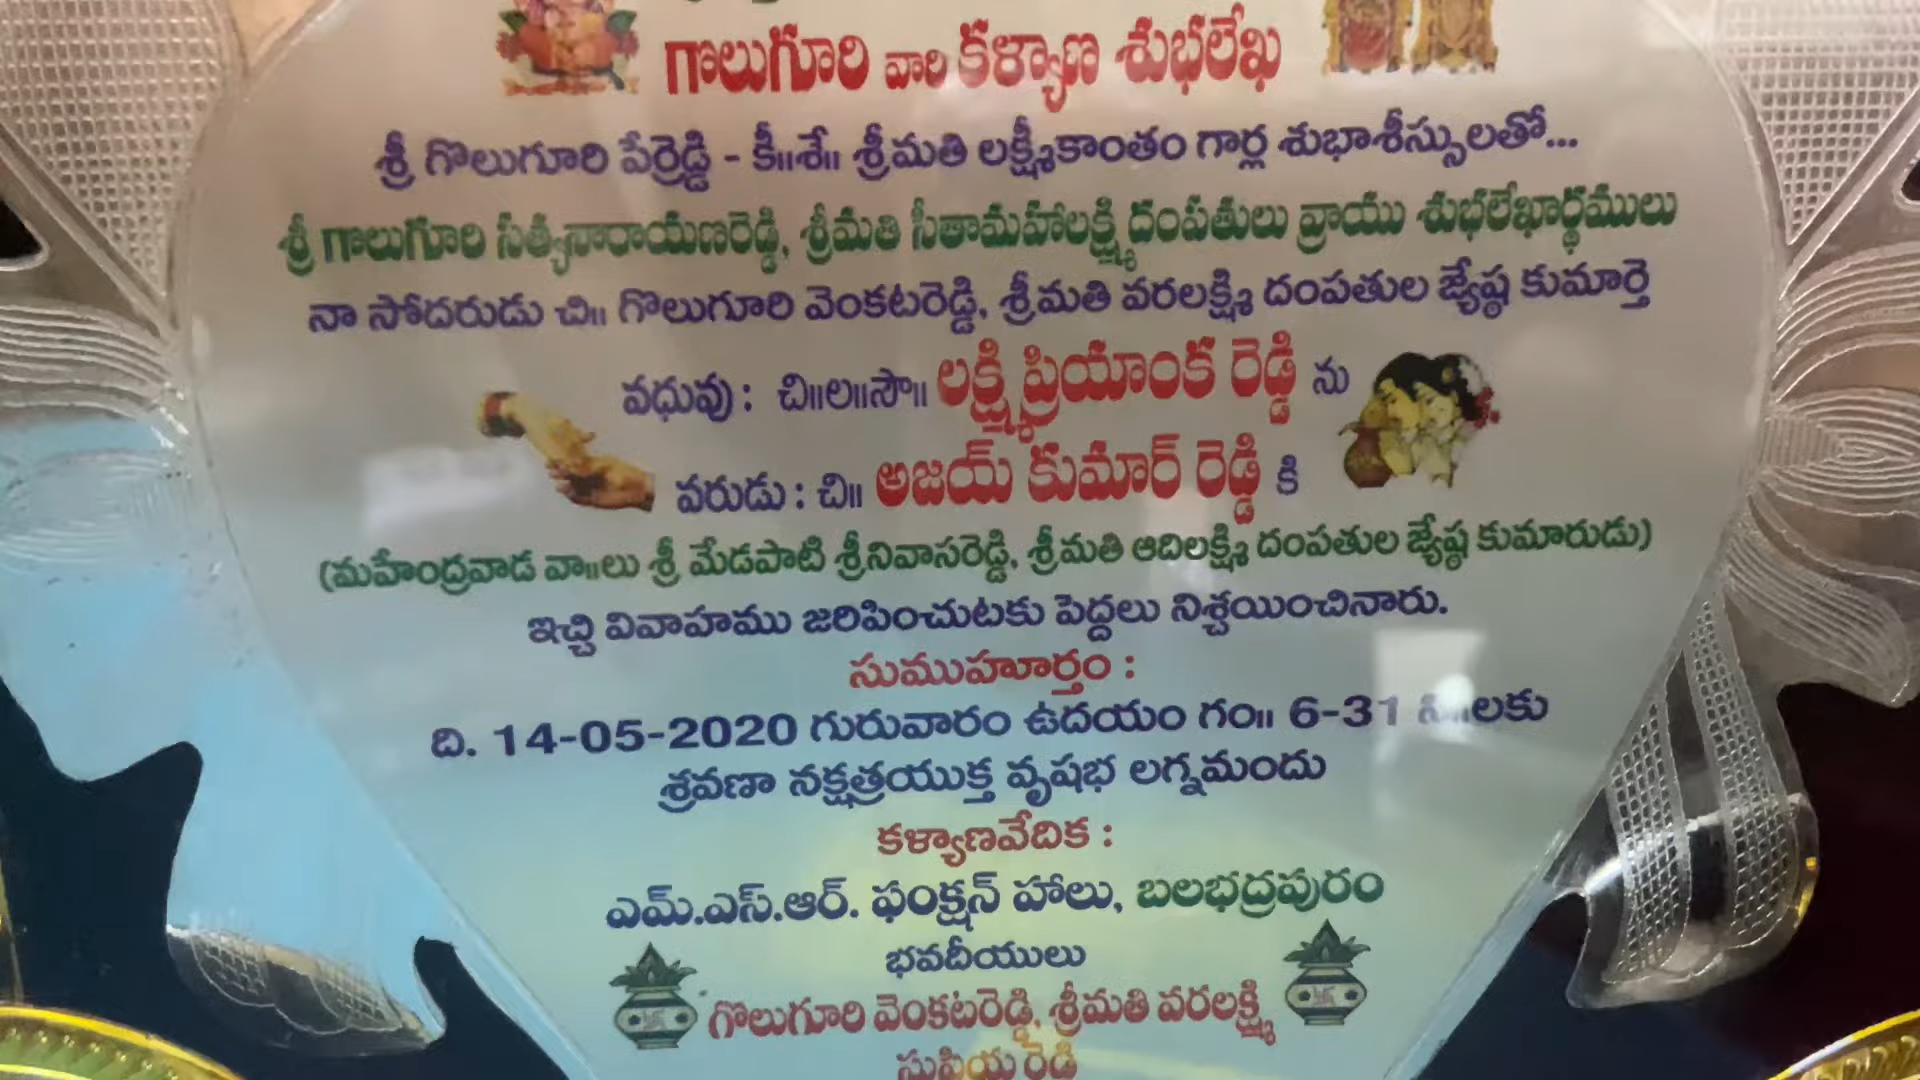 గొలుగూరి వారి కళ్యాణ శుభలేఖ
శ్రీ గొలుగూరి పేర్రెడ్డి - కీ॥శే॥ శ్రీమతి లక్ష్మీకాంతం గార్ల శుభాశీస్సులతో...
శ్రీ గొలుగూరి సత్యనారాయణరెడ్డి, శ్రీమతి సీతామహాలక్ష్మి దంపతులు వ్రాయు శుభలేఖార్థములు
నా సోదరుడు చి॥ గొలుగూరి వెంకటరెడ్డి, శ్రీమతి వరలక్ష్మి దంపతుల జ్యేష్ఠ కుమార్తె
వధువు : చి॥ల॥సౌ॥ లక్ష్మిప్రియాంక రెడ్డి ను
వరుడు : చి॥ అజయ్ కుమార్ రెడ్డి కి
(మహేంద్రవాడ వా॥లు శ్రీ మేడపాటి శ్రీనివాసరెడ్డి, శ్రీమతి ఆదిలక్ష్మి దంపతుల జ్యేష్ఠ కుమారుడు)
ఇచ్చి వివాహము జరిపించుటకు పెద్దలు నిశ్చయించినారు.
సుముహూర్తం :
ది. 14-05-2020 గురువారం ఉదయం గం॥ 6-31
శ్రవణా నక్షత్రయుక్త వృషభ లగ్నమందు
కళ్యాణవేదిక :
ఎమ్.ఎస్.ఆర్. ఫంక్షన్ హాలు, బలభద్రపురం
భవదీయులు
గొలుగూరి వెంకటరెడ్డి, శ్రీమతి వరలక్ష్మి
సుప్రియ రెడ్డి